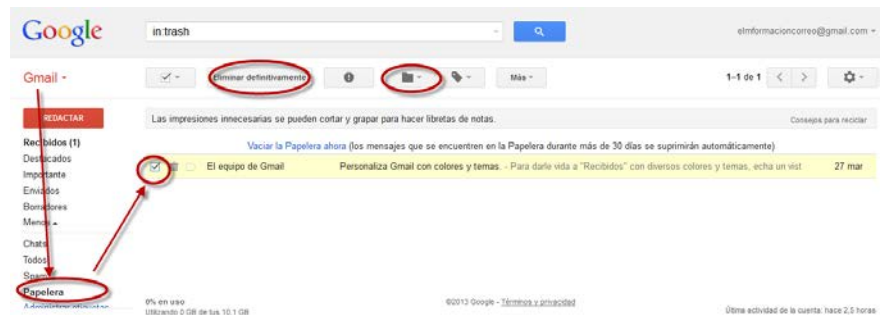 Google
in:trash
elmformacioncorreo@gmail.com
Gmail
Eliminar definitivamente
Más
1–1 de 1
REDACTAR
Las impresiones innecesarias se pueden cortar y grapar para hacer libretas de notas.
Consejos para reciclar
Recibidos (1)
Vaciar la Papelera ahora (los mensajes que se encuentren en la Papelera durante más de 30 días se suprimirán automáticamente)
Destacados
El equipo de Gmail Personaliza Gmail con colores y temas. - Para darle vida a "Recibidos" con diversos colores y temas, echa un vist 27 mar
Importante
Enviados
Borradores
Menos
Chats
Todos
Spam
Papelera
Administrar etiquetas
0% en uso
Utilizando 0 GB de tus 10,1 GB
©2013 Google - Términos y privacidad
Última actividad de la cuenta: hace 2,5 horas